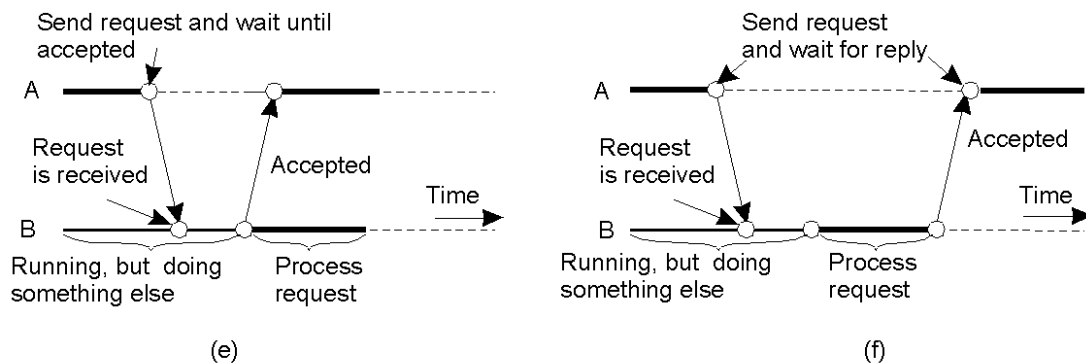 Send request and wait until
accepted
A
Request
is received
Accepted
Time
B
Running, but doing
something else
Process
request
(e)
Send request
and wait for reply
A
Request
is received
Accepted
Time
B
Running, but doing
something else
Process
request
(f)